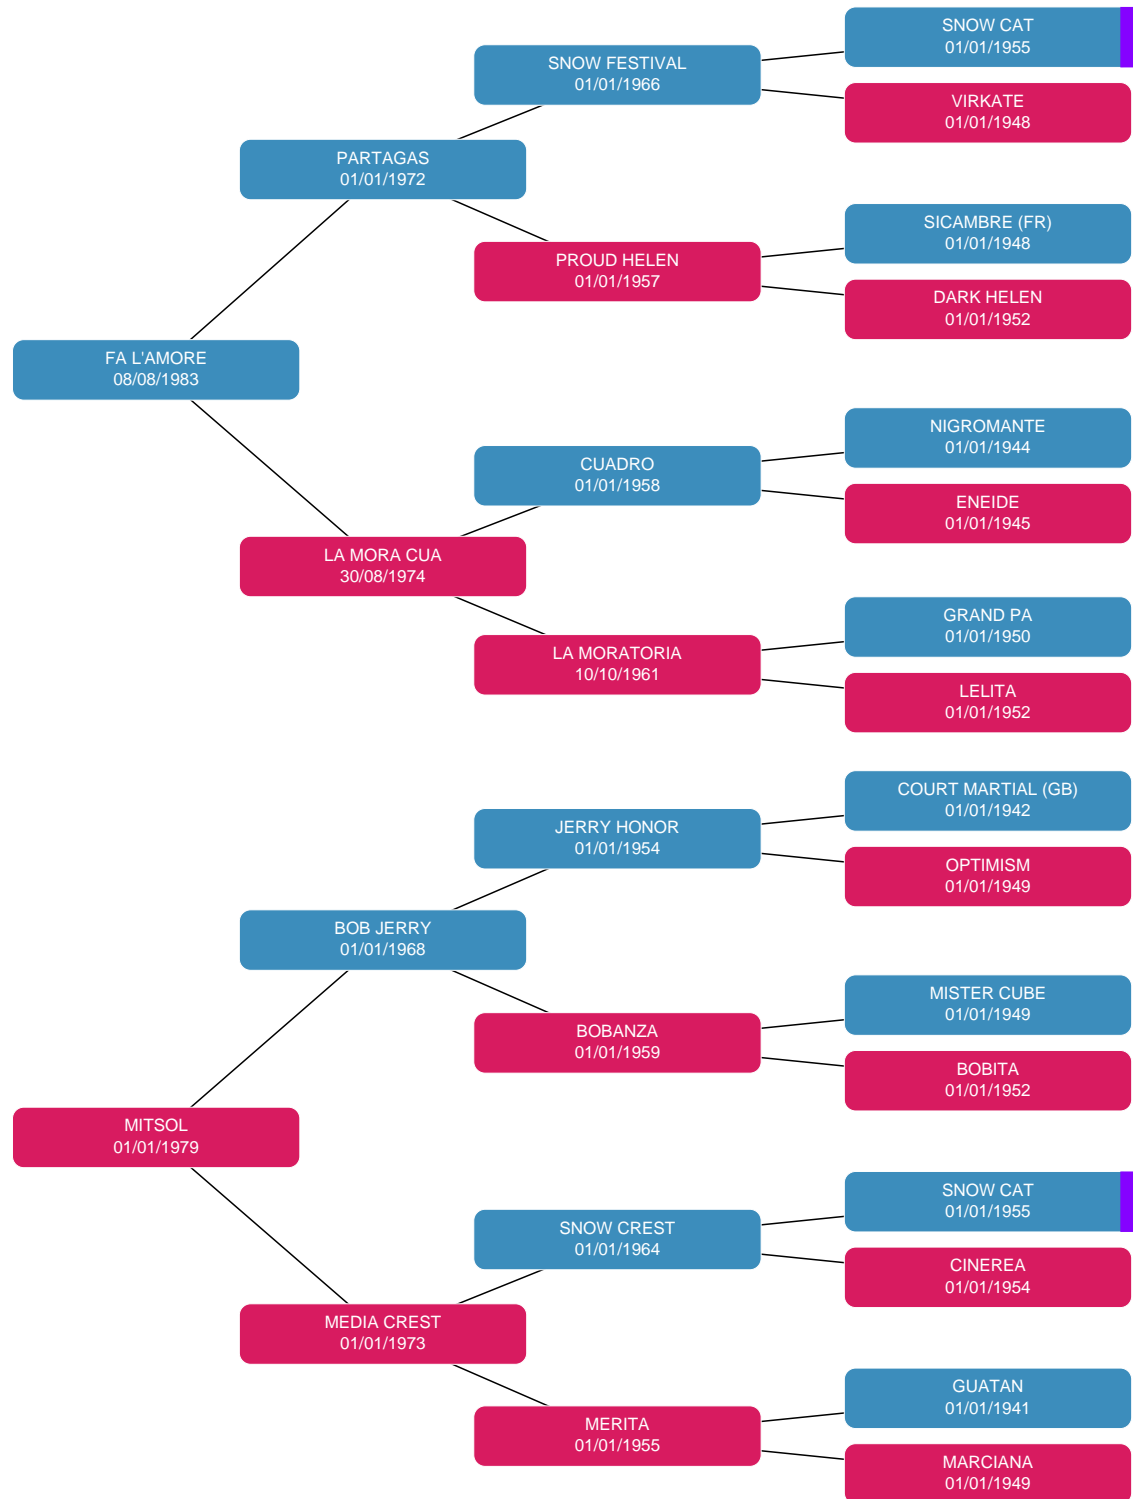 SNOW CAT
01/01/1955
SNOW FESTIVAL
01/01/1966
VIRKATE
01/01/1948
PARTAGAS
01/01/1972
SICAMBRE (FR)
01/01/1948
PROUD HELEN
01/01/1957
DARK HELEN
01/01/1952
FA L'AMORE
08/08/1983
NIGROMANTE
01/01/1944
CUADRO
01/01/1958
ENEIDE
01/01/1945
LA MORA CUA
30/08/1974
GRAND PA
01/01/1950
LA MORATORIA
10/10/1961
LELITA
01/01/1952
COURT MARTIAL (GB)
01/01/1942
JERRY HONOR
01/01/1954
OPTIMISM
01/01/1949
BOB JERRY
01/01/1968
MISTER CUBE
01/01/1949
BOBANZA
01/01/1959
BOBITA
01/01/1952
MITSOL
01/01/1979
SNOW CAT
01/01/1955
SNOW CREST
01/01/1964
CINEREA
01/01/1954
MEDIA CREST
01/01/1973
GUATAN
01/01/1941
MERITA
01/01/1955
MARCIANA
01/01/1949